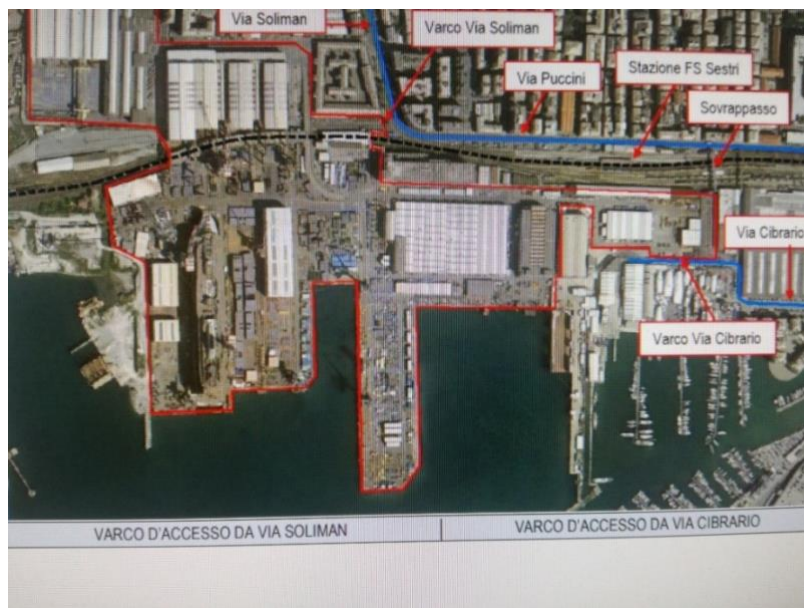 Via Soliman
Varco Via Soliman
Via Puccini
Stazione FS Sestri
Sovrappasso
Via Cibrario
Varco Via Cibrario
VARCO D'ACCESSO DA VIA SOLIMAN
VARCO D'ACCESSO DA VIA CIBRARIO